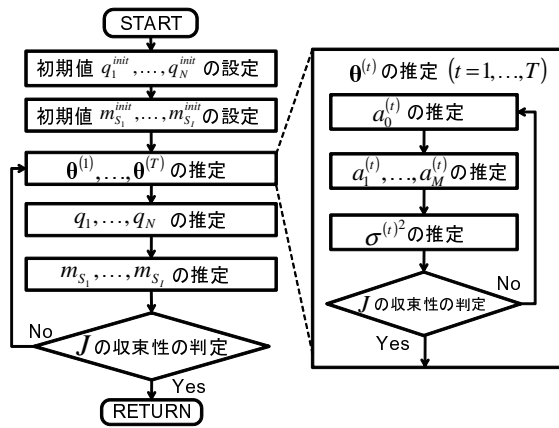 START
初期値 q_1^{init},…,q_N^{init} の設定
初期値 m_{S_1}^{init},…,m_{S_I}^{init} の設定
θ^{(1)},…,θ^{(T)} の推定
q_1,…,q_N の推定
m_{S_1},…,m_{S_I} の推定
No
Jの収束性の判定
Yes
RETURN
θ^{(t)} の推定 (t=1,…,T)
a_0^{(t)} の推定
a_1^{(t)},…,a_M^{(t)} の推定
σ^{(t)2} の推定
No
Jの収束性の判定
Yes